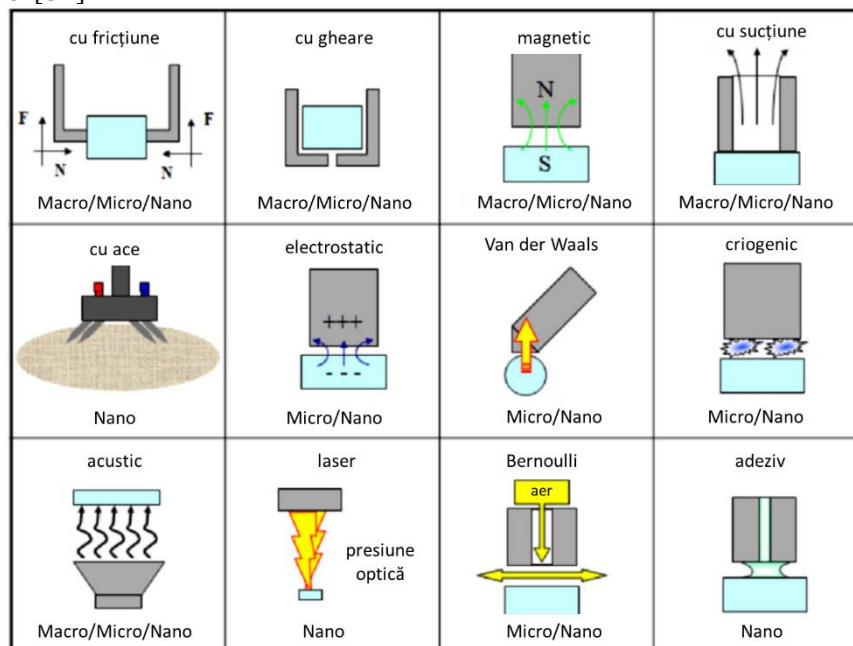 cu fricțiune
F
N
N
F
Macro/Micro/Nano
cu gheare
Macro/Micro/Nano
magnetic
N
S
Macro/Micro/Nano
cu sucțiune
Macro/Micro/Nano
cu ace
Nano
electrostatic
+++
- - -
Micro/Nano
Van der Waals
Micro/Nano
criogenic
Micro/Nano
acustic
Macro/Micro/Nano
laser
presiune
optică
Nano
Bernoulli
aer
Micro/Nano
adeziv
Nano